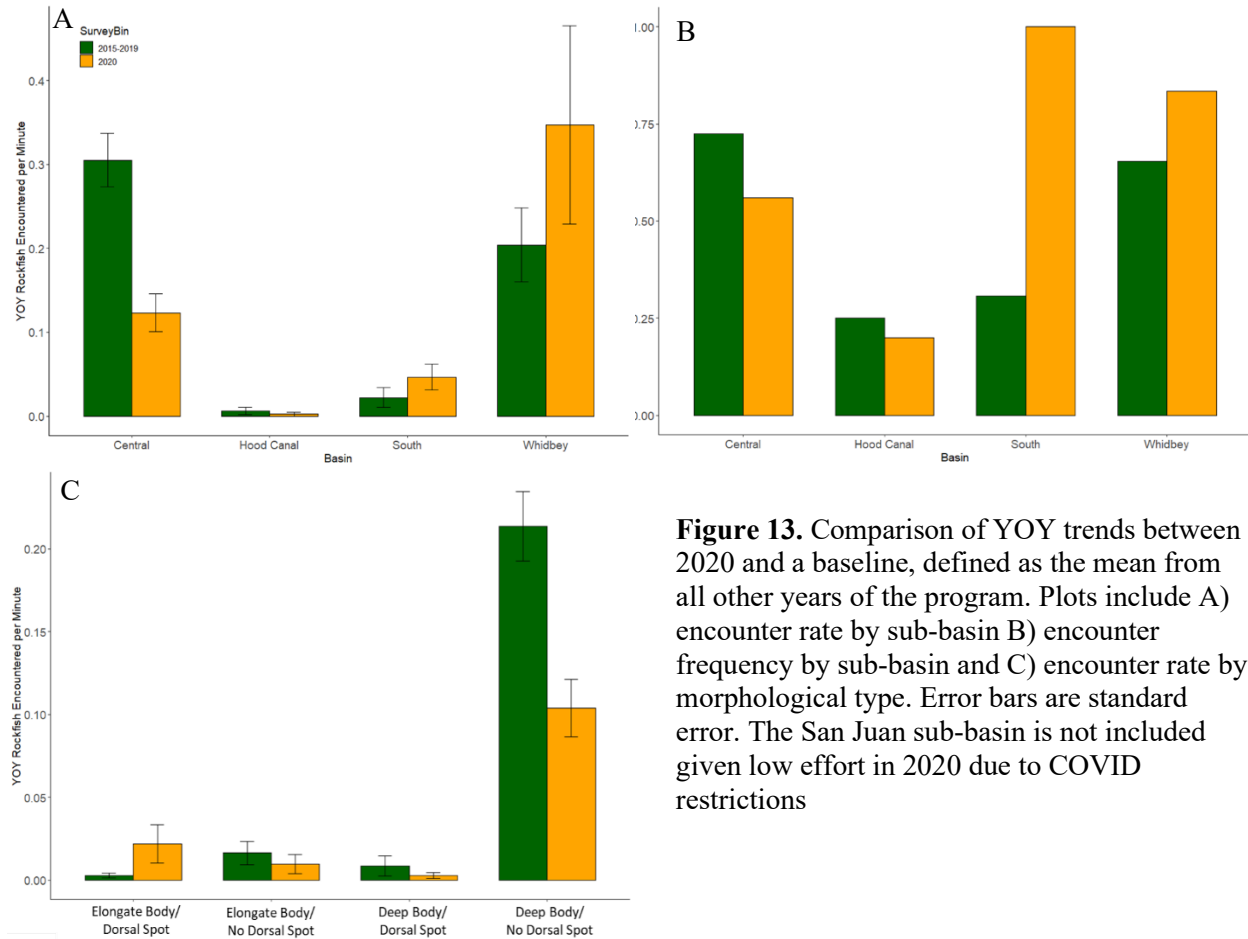 A
SurveyBin
2015-2019
2020
YOY Rockfish Encountered per Minute
0.4
0.3
0.2
0.1
0.0
Central
Hood Canal
South
Whidbey
Basin
B
.00
0.75
0.50
0.25
0.00
Central
Hood Canal
South
Whidbey
Basin
C
YOY Rockfish Encountered per Minute
0.20
0.15
0.10
0.05
0.00
Elongate Body/
Dorsal Spot
Elongate Body/
No Dorsal Spot
Deep Body/
Dorsal Spot
Deep Body/
No Dorsal Spot
Figure 13. Comparison of YOY trends between
2020 and a baseline, defined as the mean from
all other years of the program. Plots include A)
encounter rate by sub-basin B) encounter
frequency by sub-basin and C) encounter rate by
morphological type. Error bars are standard
error. The San Juan sub-basin is not included
given low effort in 2020 due to COVID
restrictions